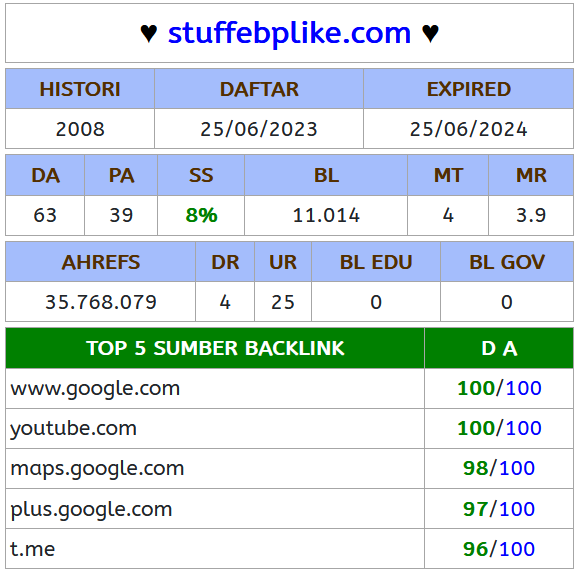 ♥ stuffebplike.com ♥
HISTORI DAFTAR EXPIRED
2008 25/06/2023 25/06/2024
DA PA SS BL MT MR
63 39 8% 11.014 4 3.9
AHREFS DR UR BL EDU BL GOV
35.768.079 4 25 0 0
TOP 5 SUMBER BACKLINK D A
www.google.com 100/100
youtube.com 100/100
maps.google.com 98/100
plus.google.com 97/100
t.me 96/100